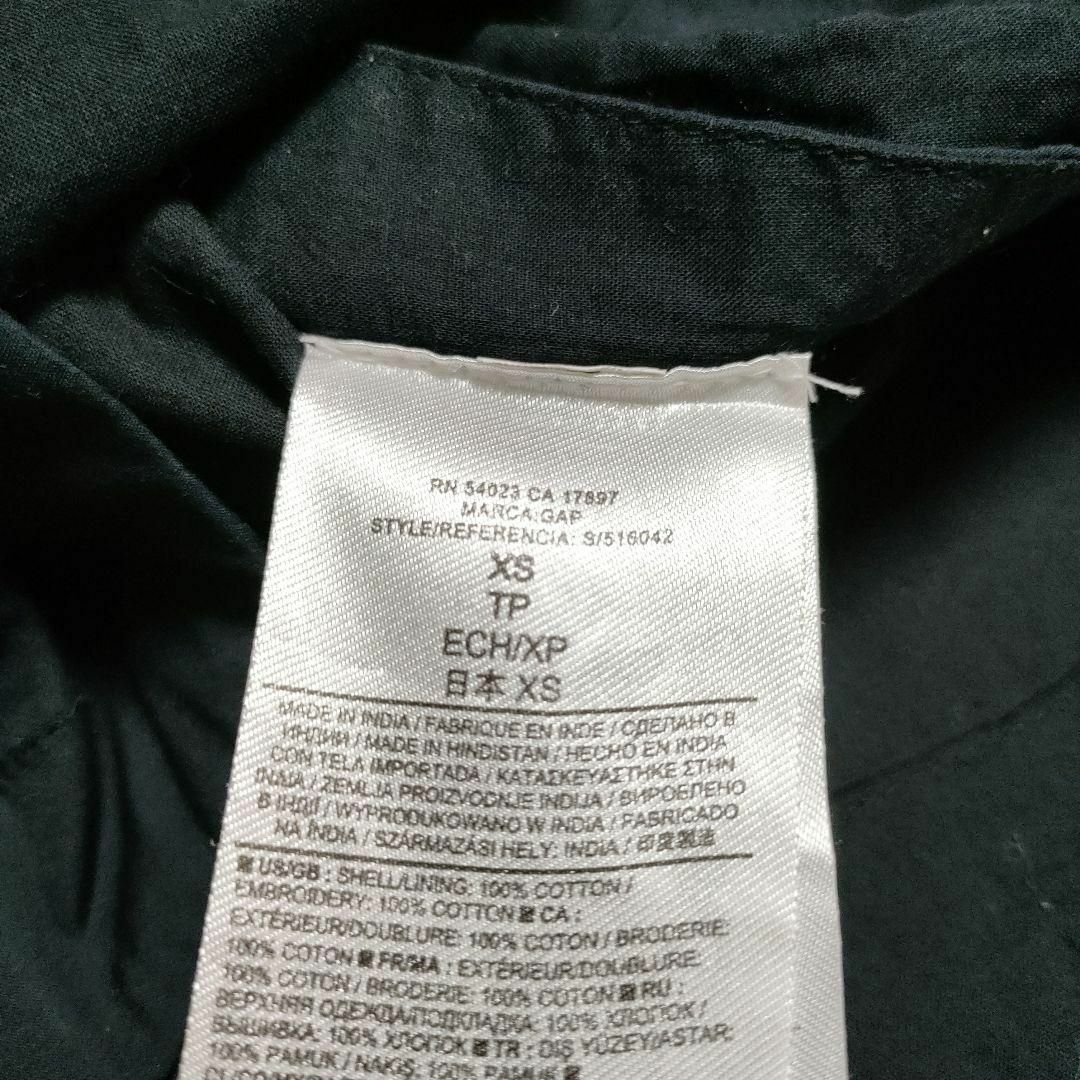 RN 54023 CA 17897
MARCA:GAP
STYLE/REFERENCIA: S/516042
XS
TP
ECH/XP
日本 XS
MADE IN INDIA / FABRIQUE EN INDE / СДЕЛАНО В
ИНДИИ / MADE IN HINDISTAN / HECHO EN INDIA
CON TELA IMPORTADA / ΚΑΤΑΣΚΕΥΑΣΤΗΚΕ ΣΤΗΝ
ΙΝΔΙΑ / ZEMLJA PROIZVODNJE INDIJA / ВИРОБЛЕНО
В ІНДІЇ / WYPRODUKOWANO W INDIA / FABRICADO
NA ÍNDIA / SZÁRMAZÁSI HELY: INDIA / 印度製造
US/GB : SHELL/LINING: 100% COTTON /
EMBROIDERY: 100% COTTON CA :
EXTÉRIEUR/DOUBLURE: 100% COTON / BRODERIE:
100% COTON FR/MA : EXTÉRIEUR/DOUBLURE:
100% COTON / BRODERIE: 100% COTON RU :
ВЕРХНЯЯ ОДЕЖДА/ПОДКЛАДКА: 100% ХЛОПОК /
ВЫШИВКА: 100% ХЛОПОК TR : DIŞ YÜZEY/ASTAR:
100% PAMUK / NAKIŞ: 100% PAMUK